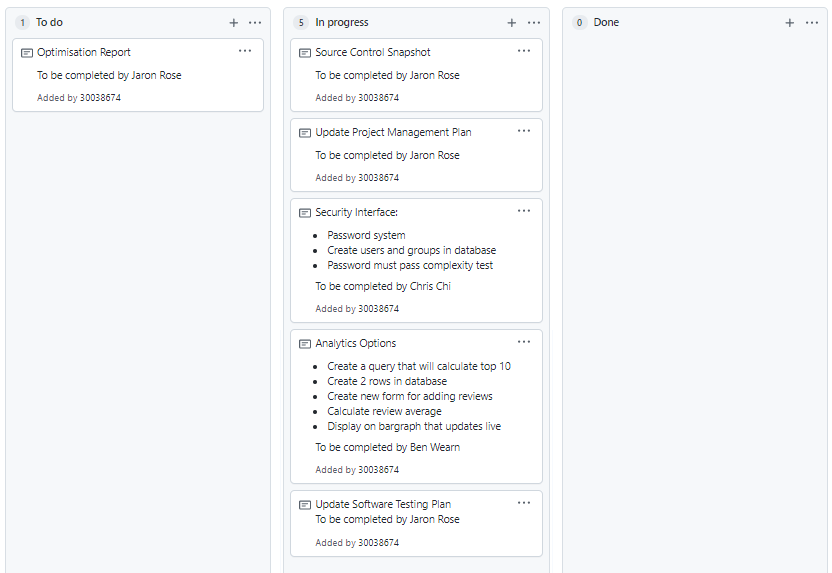 1 To do
Optimisation Report
To be completed by Jaron Rose
Added by 30038674
5 In progress
Source Control Snapshot
To be completed by Jaron Rose
Added by 30038674
Update Project Management Plan
To be completed by Jaron Rose
Added by 30038674
Security Interface:
Password system
Create users and groups in database
Password must pass complexity test
To be completed by Chris Chi
Added by 30038674
Analytics Options
Create a query that will calculate top 10
Create 2 rows in database
Create new form for adding reviews
Calculate review average
Display on bargraph that updates live
To be completed by Ben Wearn
Added by 30038674
Update Software Testing Plan
To be completed by Jaron Rose
Added by 30038674
0 Done